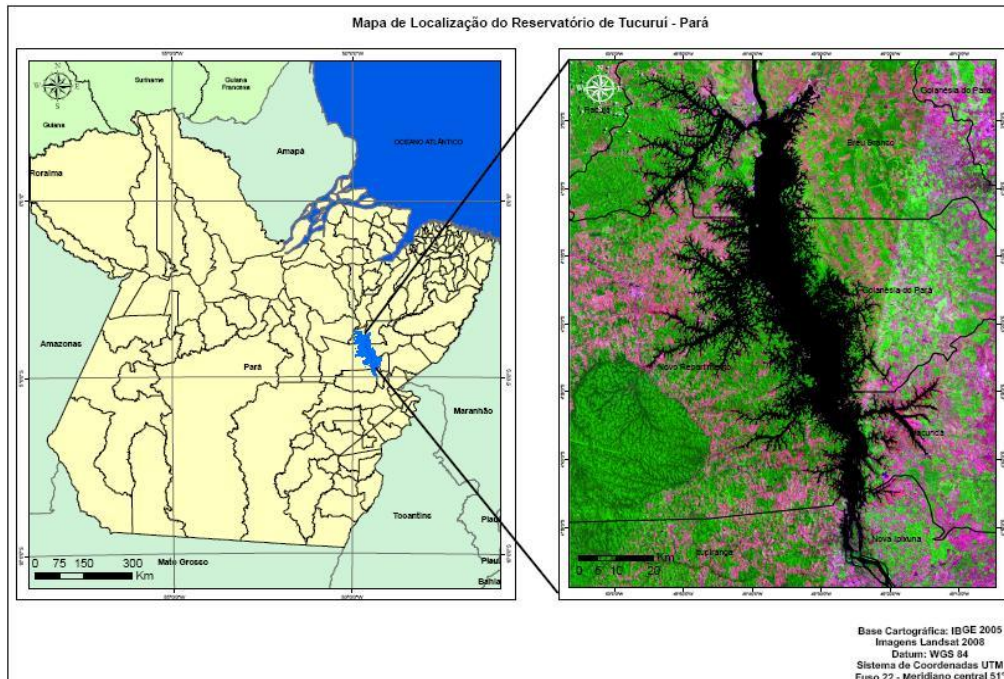 Mapa de Localização do Reservatório de Tucuruí - Pará
N
W E
S
Suriname
Guiana
Francesa
Guiana
Roraima
Amapá
OCEANO ATLÂNTICO
Amazonas
Pará
Maranhão
Tocantins
Piauí
Piauí
Bahia
Mato Grosso
0 75 150 300
Km
Goianésia do Pará
Breu Branco
Goianésia do Pará
Novo Repartimento
Jacundá
Nova Ipixuna
Itupiranga
0 5 10 20
Km
Base Cartográfica: IBGE 2005
Imagens Landsat 2008
Datum: WGS 84
Sistema de Coordenadas UTM
Fuso 22 - Meridiano central 51°